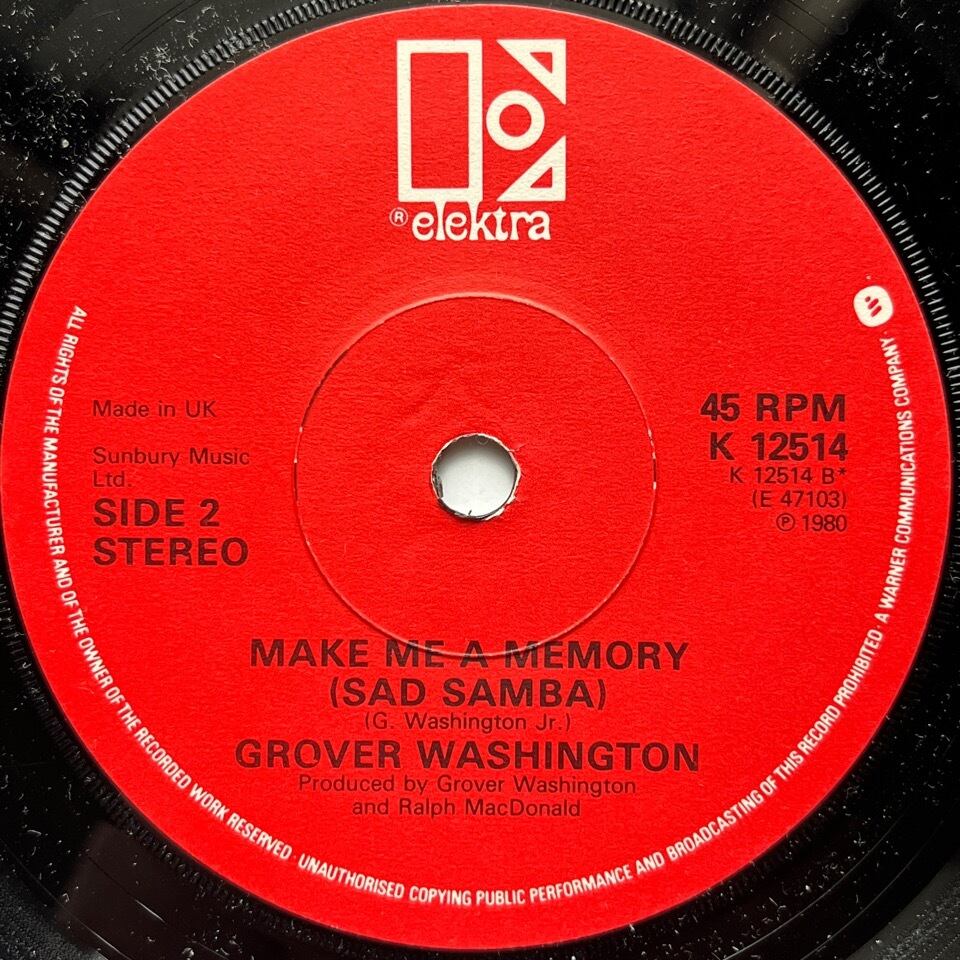 ® elektra
Made in UK
Sunbury Music
Ltd.
SIDE 2
STEREO
45 RPM
K 12514
K 12514 B*
(E 47103)
℗ 1980
MAKE ME A MEMORY
(SAD SAMBA)
(G. Washington Jr.)
GROVER WASHINGTON
Produced by Grover Washington
and Ralph MacDonald
ALL RIGHTS OF THE MANUFACTURER AND OF THE OWNER OF THE RECORDED WORK RESERVED · UNAUTHORISED COPYING PUBLIC PERFORMANCE AND BROADCASTING OF THIS RECORD PROHIBITED · A WARNER COMMUNICATIONS COMPANY ·